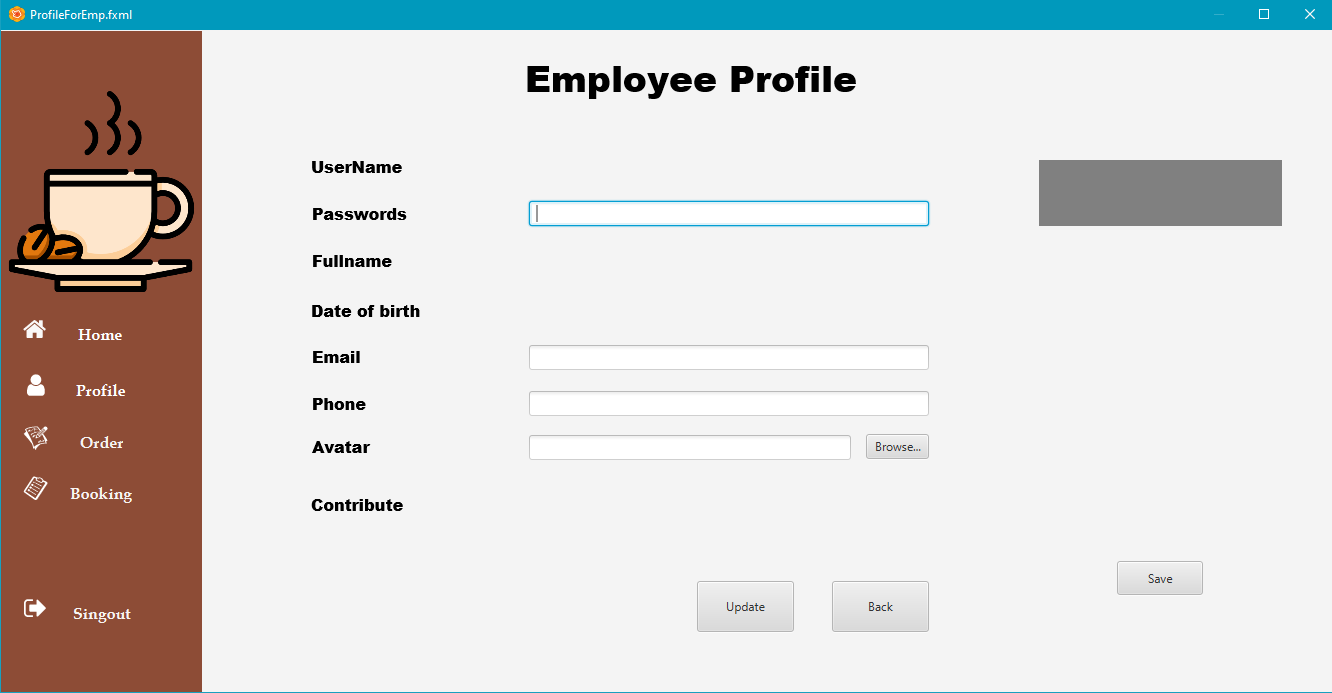 ProfileForEmp.fxml
Employee Profile
UserName
Passwords
Fullname
Date of birth
Email
Phone
Avatar
Browse...
Contribute
Home
Profile
Order
Booking
Singout
Update
Back
Save